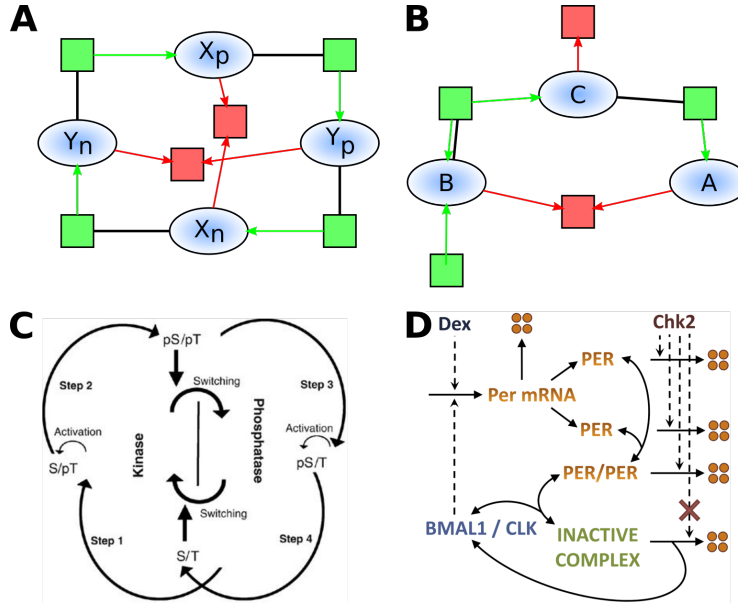 A
Xp
Yn
Yp
Xn
B
C
B
A
C
pS/pT
Step 2
Switching
Step 3
Activation
Kinase
Phosphatase
Activation
S/pT
pS/T
Switching
Step 1
S/T
Step 4
D
Dex
Chk2
PER
Per mRNA
PER
PER/PER
BMAL1 / CLK
INACTIVE
COMPLEX